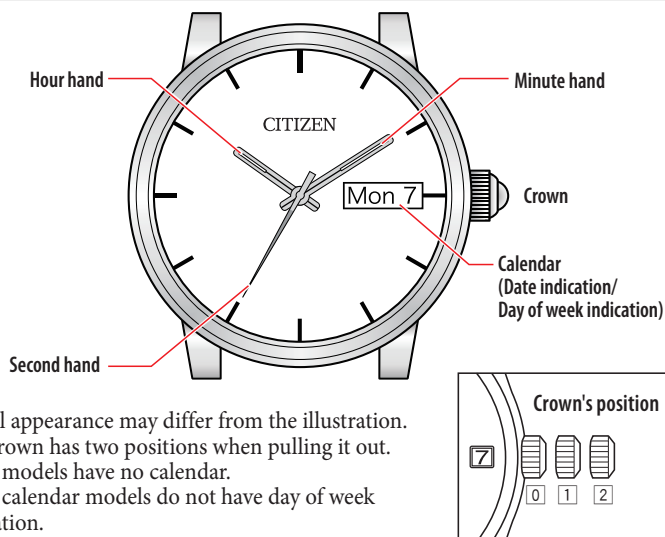 Hour hand
Minute hand
CITIZEN
Mon 7
Crown
Calendar
(Date indication/
Day of week indication)
Second hand
appearance may differ from the illustration.
has two positions when pulling it out.
models have no calendar.
calendar models do not have day of week
Crown's position
7
0 1 2